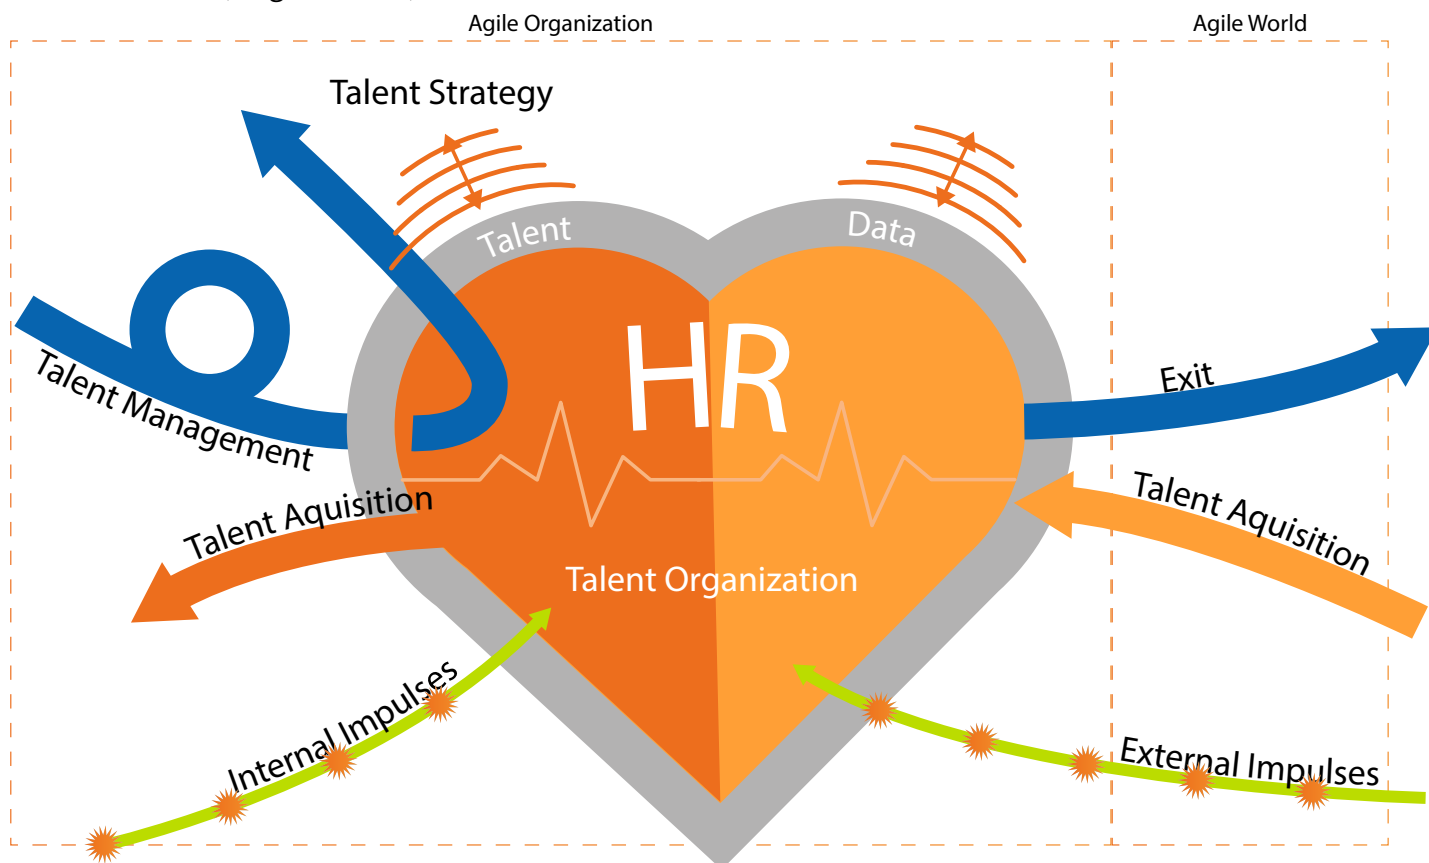 Agile Organization
Agile World
Talent Strategy
Talent
Data
HR
Talent Management
Exit
Talent Aquisition
Talent Aquisition
Talent Organization
Internal Impulses
External Impulses